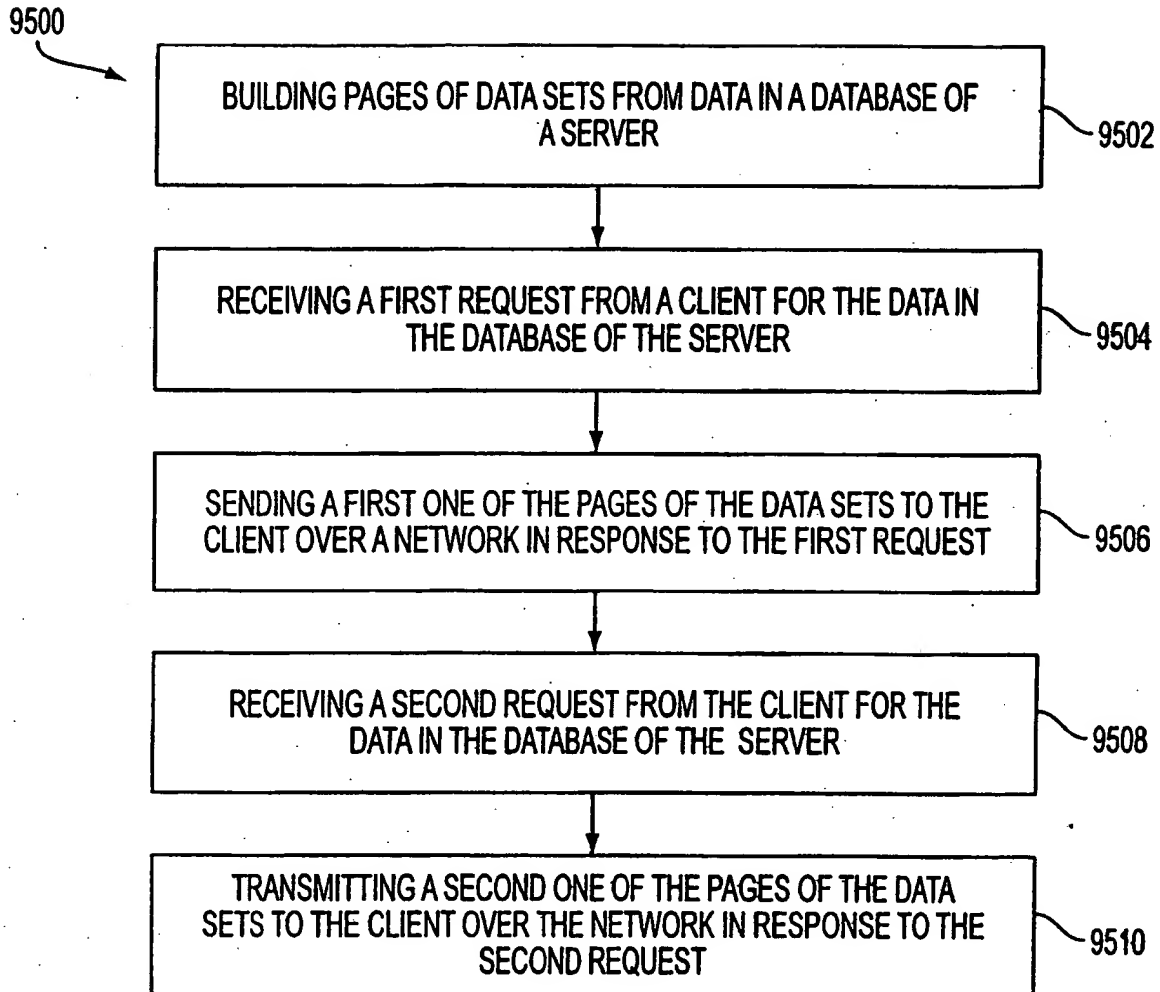 9500
BUILDING PAGES OF DATA SETS FROM DATA IN A DATABASE OF
A SERVER
9502
RECEIVING A FIRST REQUEST FROM A CLIENT FOR THE DATA IN
THE DATABASE OF THE SERVER
9504
SENDING A FIRST ONE OF THE PAGES OF THE DATA SETS TO THE
CLIENT OVER A NETWORK IN RESPONSE TO THE FIRST REQUEST
9506
RECEIVING A SECOND REQUEST FROM THE CLIENT FOR THE
DATA IN THE DATABASE OF THE SERVER
9508
TRANSMITTING A SECOND ONE OF THE PAGES OF THE DATA
SETS TO THE CLIENT OVER THE NETWORK IN RESPONSE TO THE
SECOND REQUEST
9510